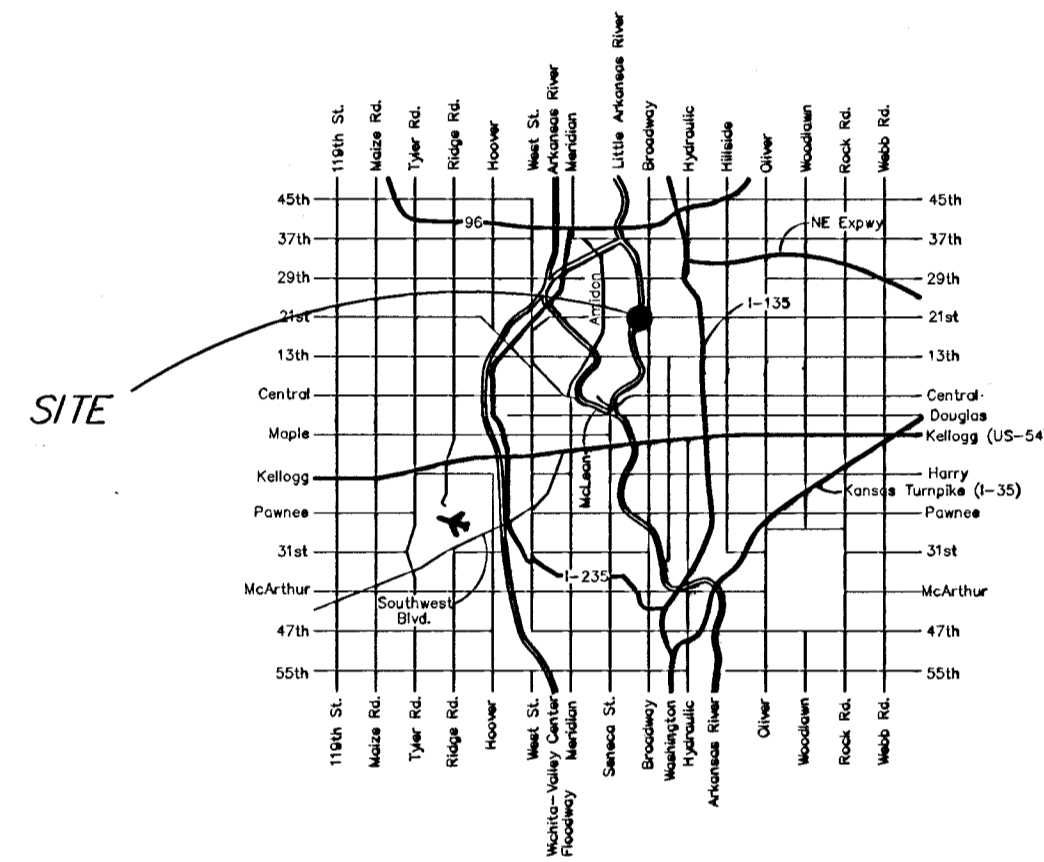 119th St.
Maize Rd.
Tyler Rd.
Ridge Rd.
Hoover
West St.
Arkansas River
Meridian
Little Arkansas River
Broadway
Hydraulic
Hillside
Oliver
Woodlawn
Rock Rd.
Webb Rd.
45th
45th
96
NE Expwy
37th
37th
29th
29th
Amidon
I-135
21st
21st
13th
13th
SITE
Central
Central
Douglas
Maple
Kellogg (US-54
Kellogg
McLean
Harry
Kansas Turnpike (I-35)
Pawnee
Pawnee
31st
31st
I-235
McArthur
McArthur
Southwest
Blvd.
47th
47th
55th
55th
119th St.
Maize Rd.
Tyler Rd.
Ridge Rd.
Hoover
West St.
Wichita-Valley Center
Floodway
Meridian
Seneca St.
Broadway
Washington
Hydraulic
Arkansas River
Oliver
Woodlawn
Rock Rd.
Webb Rd.